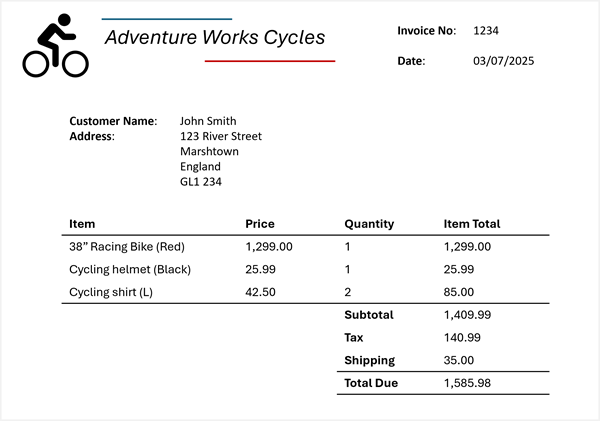 Adventure Works Cycles
Invoice No: 1234
Date: 03/07/2025
Customer Name: John Smith
Address: 123 River Street
Marshtown
England
GL1 234
Item Price Quantity Item Total
38” Racing Bike (Red) 1,299.00 1 1,299.00
Cycling helmet (Black) 25.99 1 25.99
Cycling shirt (L) 42.50 2 85.00
Subtotal 1,409.99
Tax 140.99
Shipping 35.00
Total Due 1,585.98